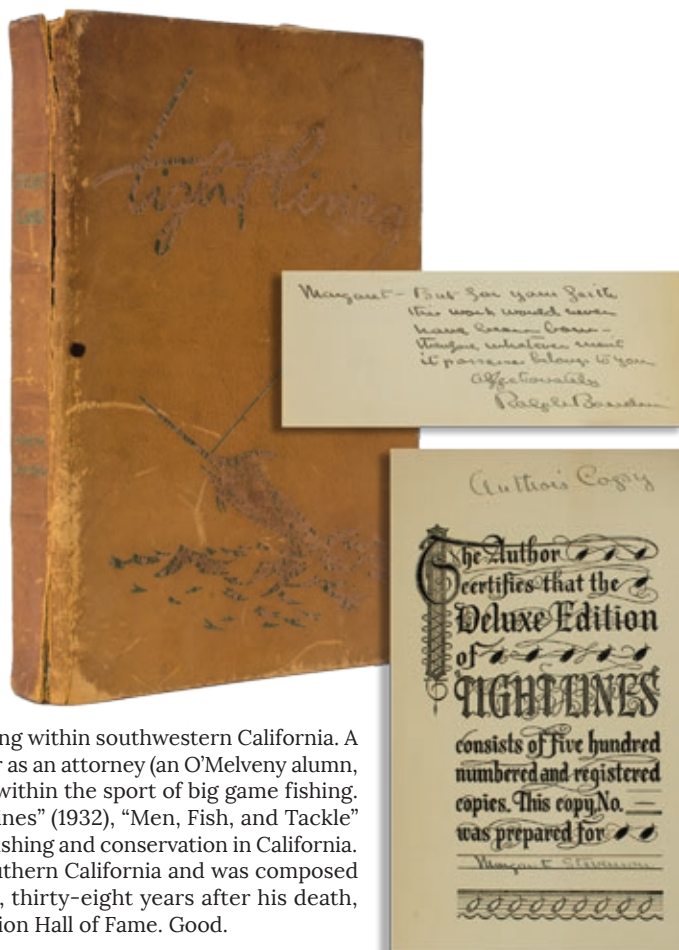 tight lines
Margaret – But for your faith
this work would never
have been born –
therefore whatever merit
it possesses belongs to you
Affectionately
Ralph Bandini
Author's Copy
The Author
certifies that the
Deluxe Edition
of
TIGHT LINES
consists of five hundred
numbered and registered
copies. This copy, No.
was prepared for
Margaret Stevenson
ng within southwestern California. A
r as an attorney (an O'Melveny alumn,
within the sport of big game fishing.
nes” (1932), “Men, Fish, and Tackle”
shing and conservation in California.
uthern California and was composed
, thirty-eight years after his death,
ion Hall of Fame. Good.